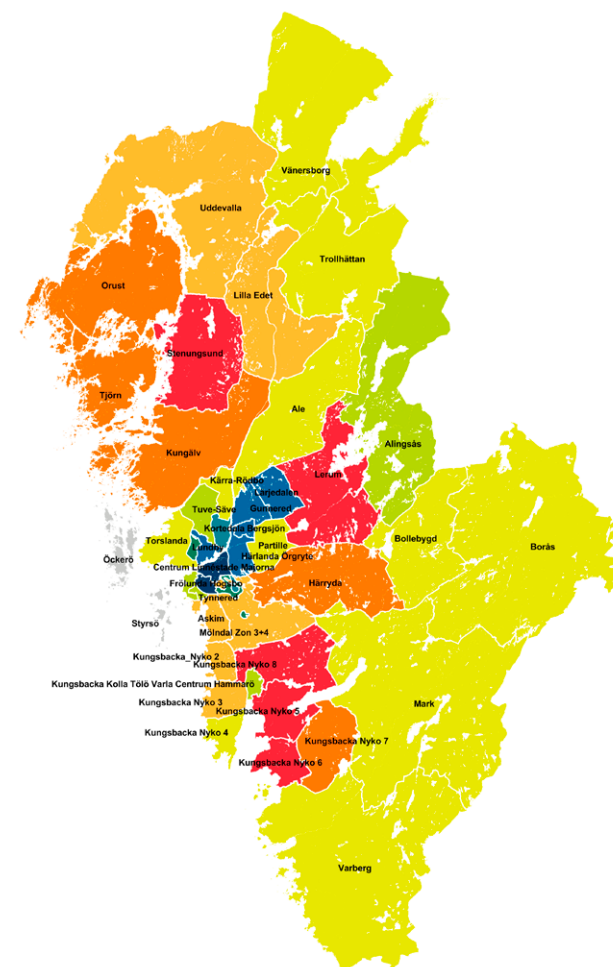 Vänersborg
Uddevalla
Trollhättan
Orust
Lilla Edet
Stenungsund
Tjörn
Ale
Alingsås
Kungälv
Lerum
Kärra-Rödbo
Lärjedalen
Gunnered
Tuve-Säve
Kortedala Bergsjön
Torslanda
Lundby
Partille
Bollebygd
Borås
Öckerö
Härlanda Örgryte
Centrum Linnestade Majorna
Frölunda Högsbo
Härryda
Tynnered
Askim
Styrsö
Mölndal Zon 3+4
Kungsbacka_Nyko 2
Kungsbacka Nyko 8
Kungsbacka Kolla Tölö Varla Centrum Hammarö
Kungsbacka Nyko 3
Mark
Kungsbacka Nyko 5
Kungsbacka Nyko 4
Kungsbacka Nyko 7
Kungsbacka Nyko 6
Varberg